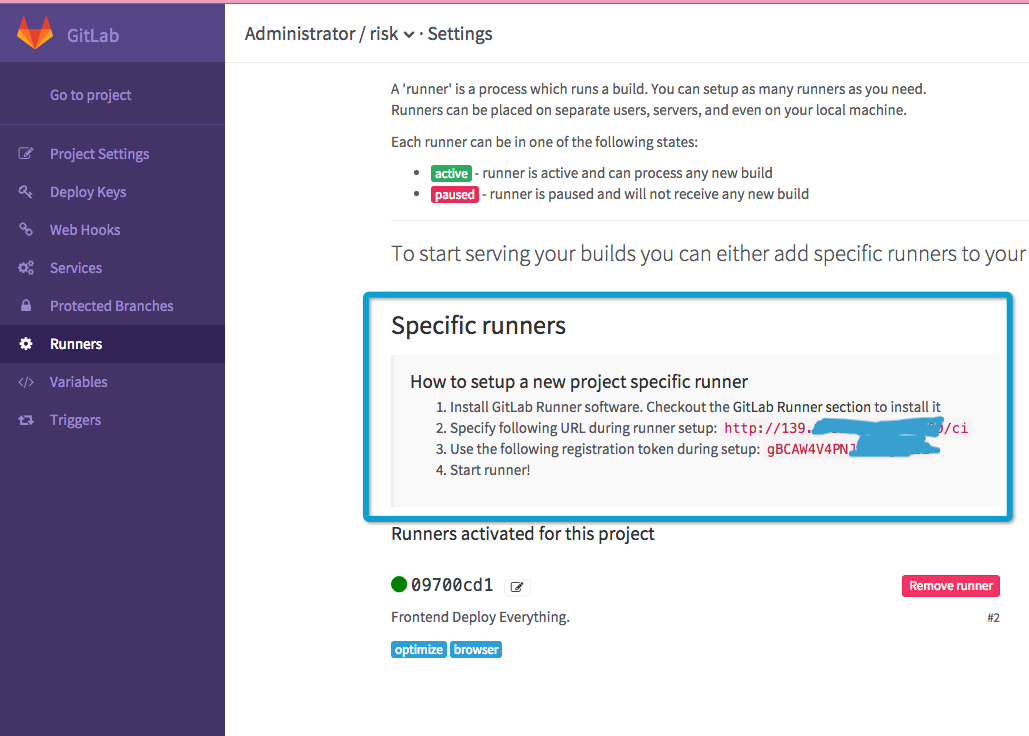 GitLab
Administrator / risk · Settings
Go to project
Project Settings
Deploy Keys
Web Hooks
Services
Protected Branches
Runners
Variables
Triggers
A 'runner' is a process which runs a build. You can setup as many runners as you need.
Runners can be placed on separate users, servers, and even on your local machine.
Each runner can be in one of the following states:
active - runner is active and can process any new build
paused - runner is paused and will not receive any new build
To start serving your builds you can either add specific runners to your
Specific runners
How to setup a new project specific runner
1. Install GitLab Runner software. Checkout the GitLab Runner section to install it
2. Specify following URL during runner setup: http://139. /ci
3. Use the following registration token during setup: gBCAW4V4PN
4. Start runner!
Runners activated for this project
09700cd1
Remove runner
Frontend Deploy Everything.
#2
optimize browser